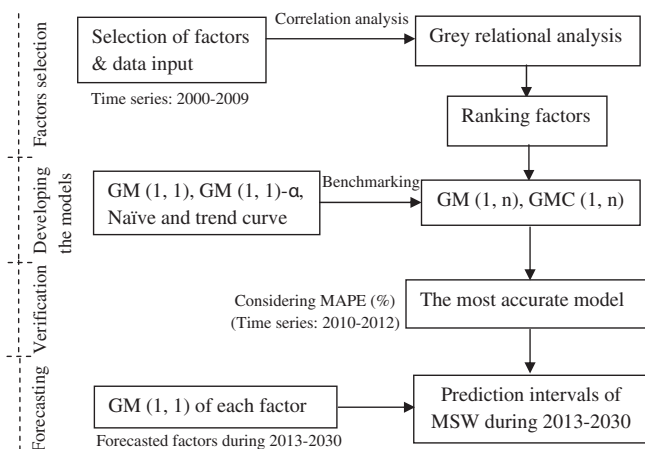 Factors selection
Selection of factors
& data input
Time series: 2000-2009
Correlation analysis
Grey relational analysis
Ranking factors
Developing
the models
GM (1, 1), GM (1, 1)-α,
Naïve and trend curve
Benchmarking
GM (1, n), GMC (1, n)
Verification
Considering MAPE (%)
(Time series: 2010-2012)
The most accurate model
Forecasting
GM (1, 1) of each factor
Forecasted factors during 2013-2030
Prediction intervals of
MSW during 2013-2030